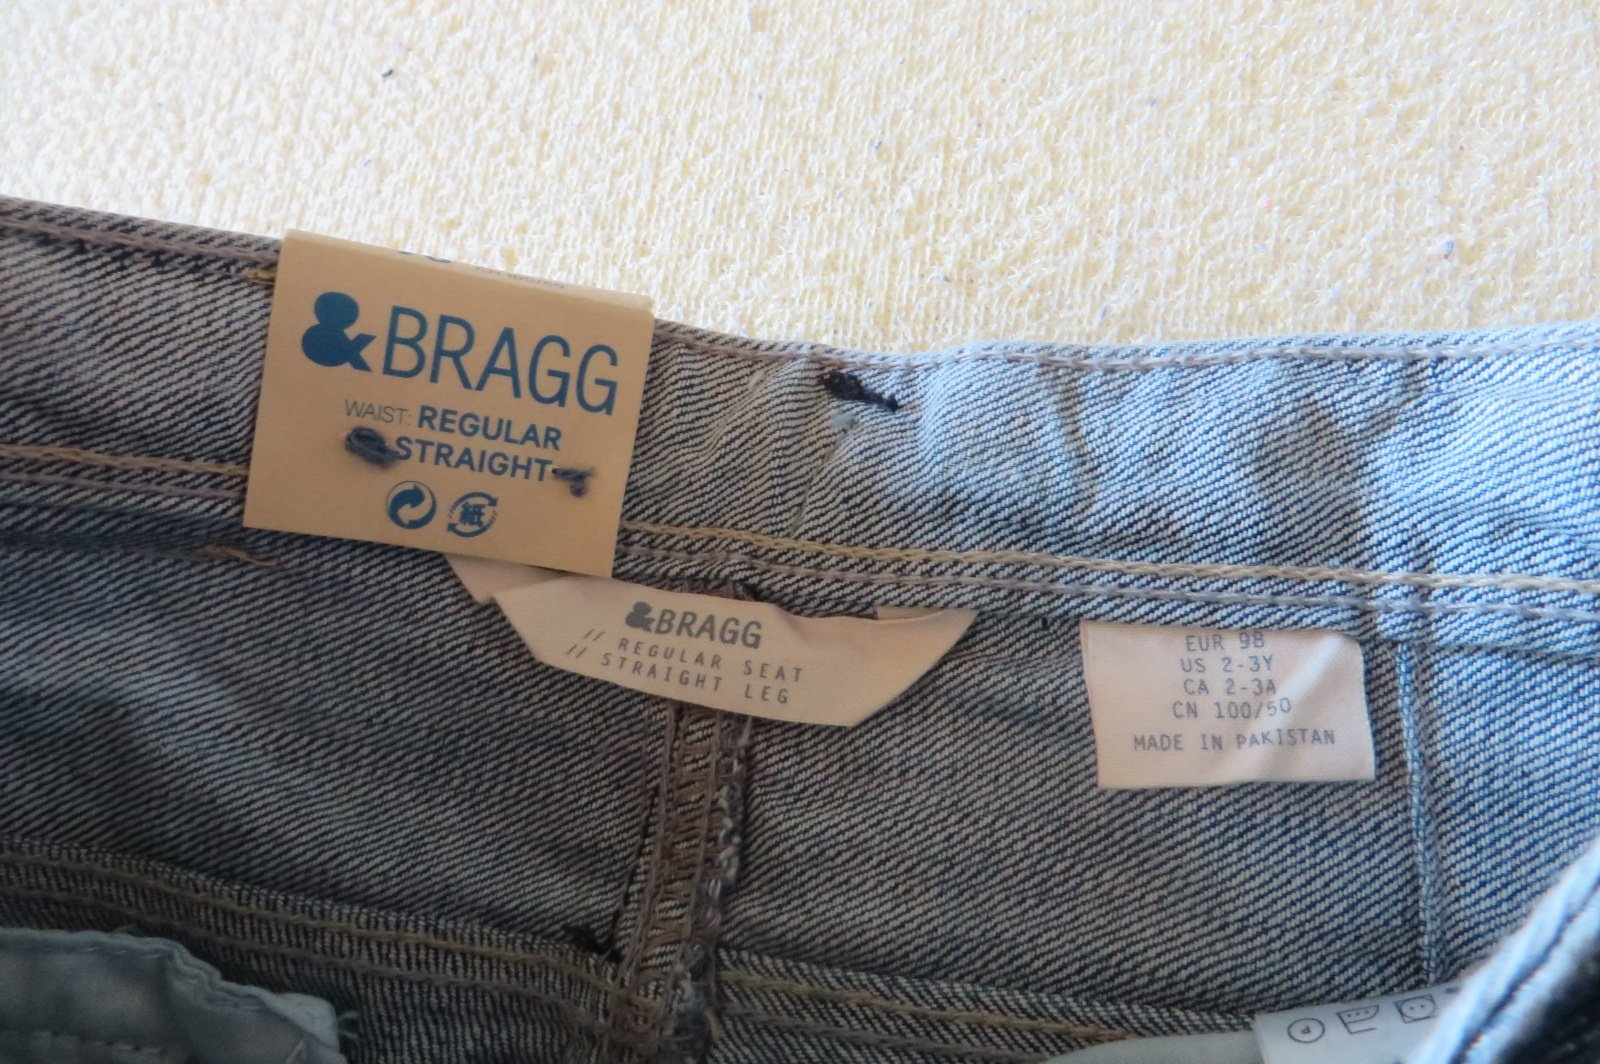 &BRAGG
WAIST: REGULAR
STRAIGHT
紙
&BRAGG
// REGULAR SEAT
// STRAIGHT LEG
EUR 98
US 2-3Y
CA 2-3A
CN 100/50
MADE IN PAKISTAN
P